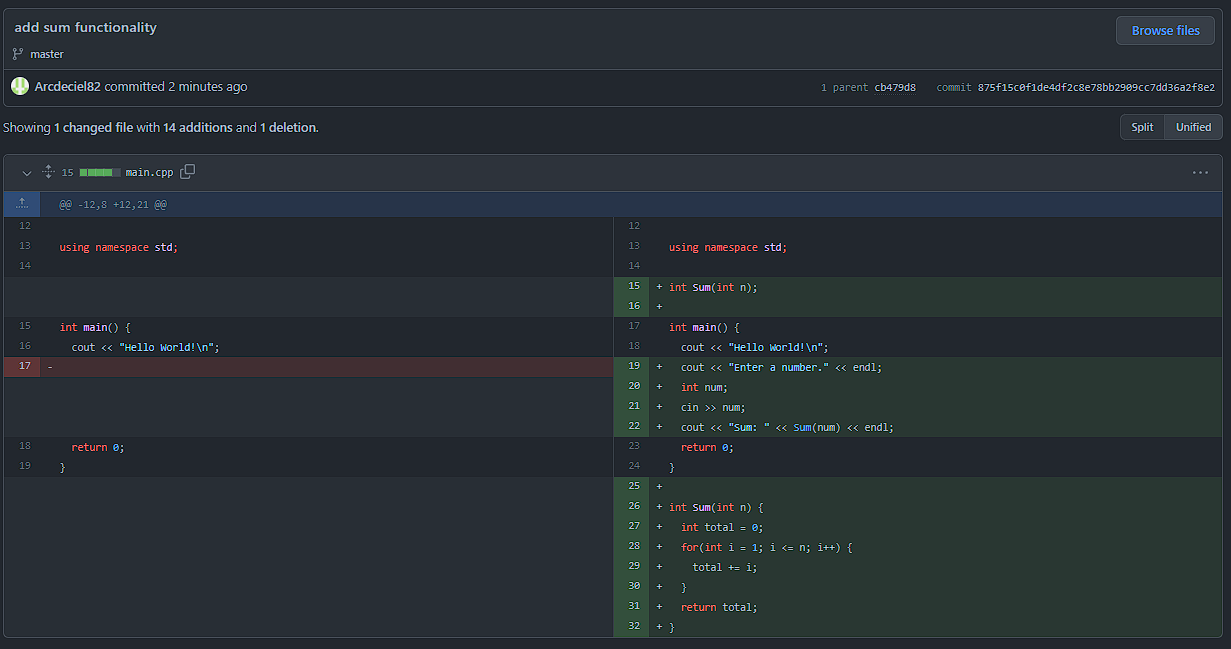 add sum functionality
Browse files
master
Arcdeciel82 committed 2 minutes ago
1 parent cb479d8 commit 875f15c0f1de4df2c8e78bb2909cc7dd36a2f8e2
Showing 1 changed file with 14 additions and 1 deletion.
Split Unified
15 main.cpp
@@ -12,8 +12,21 @@
12
13 using namespace std;
14
15 int main() {
16 cout << "Hello World!\n";
17 -
18 return 0;
19 }
12
13 using namespace std;
14
15 + int Sum(int n);
16 +
17 int main() {
18 cout << "Hello World!\n";
19 + cout << "Enter a number." << endl;
20 + int num;
21 + cin >> num;
22 + cout << "Sum: " << Sum(num) << endl;
23 return 0;
24 }
25 +
26 + int Sum(int n) {
27 + int total = 0;
28 + for(int i = 1; i <= n; i++) {
29 + total += i;
30 + }
31 + return total;
32 + }